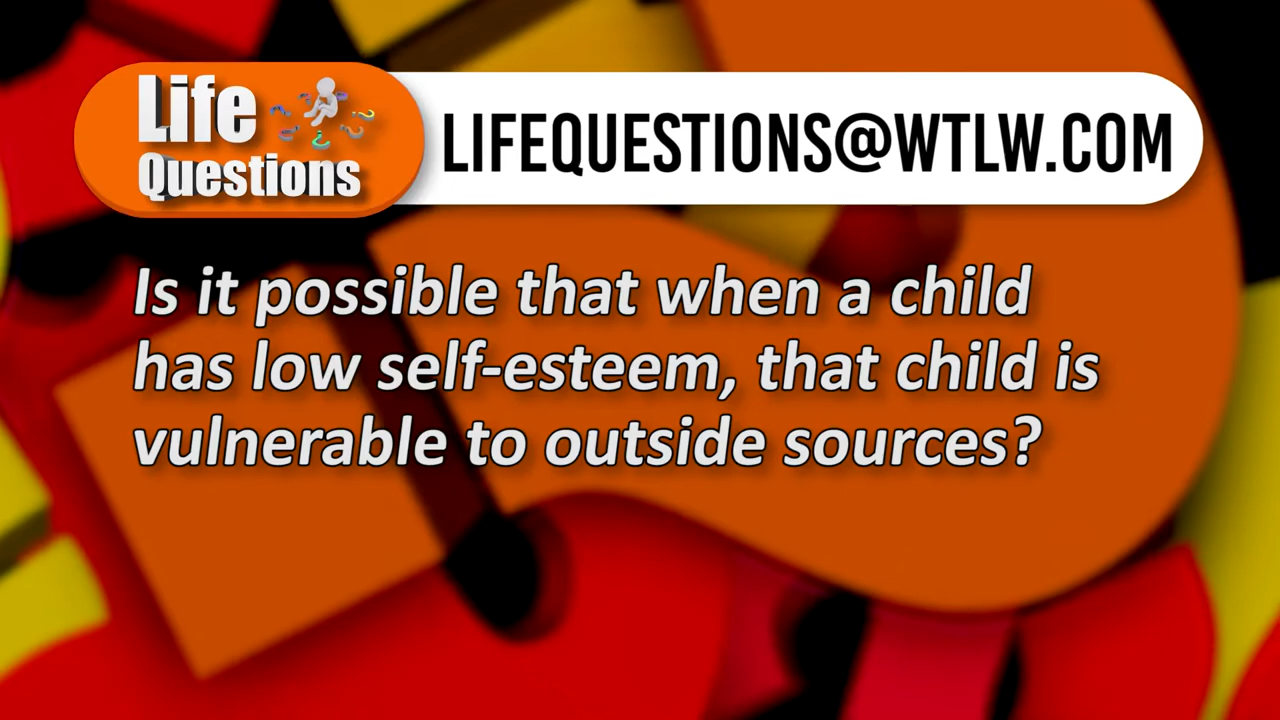 Life
Questions
LIFEQUESTIONS@WTLW.COM
Is it possible that when a child
has low self-esteem, that child is
vulnerable to outside sources?